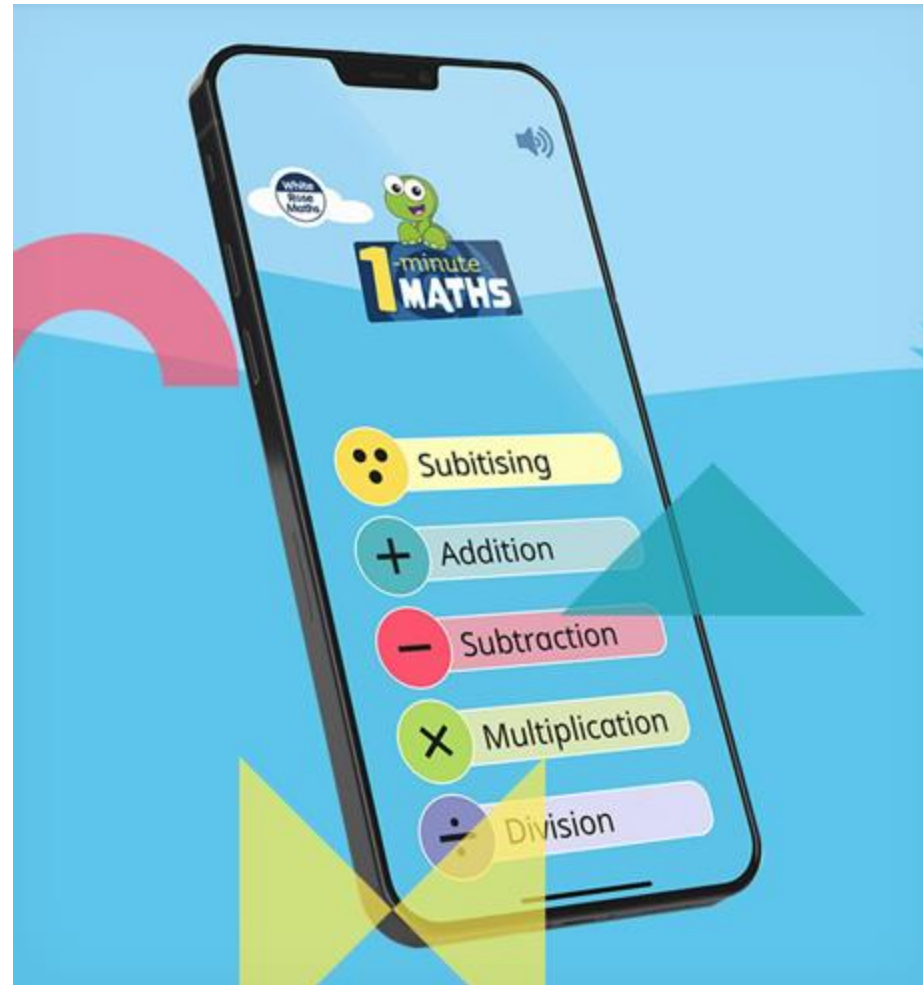 White
Rose
Maths
1-minute
MATHS
Subitising
+ Addition
− Subtraction
× Multiplication
÷ Division